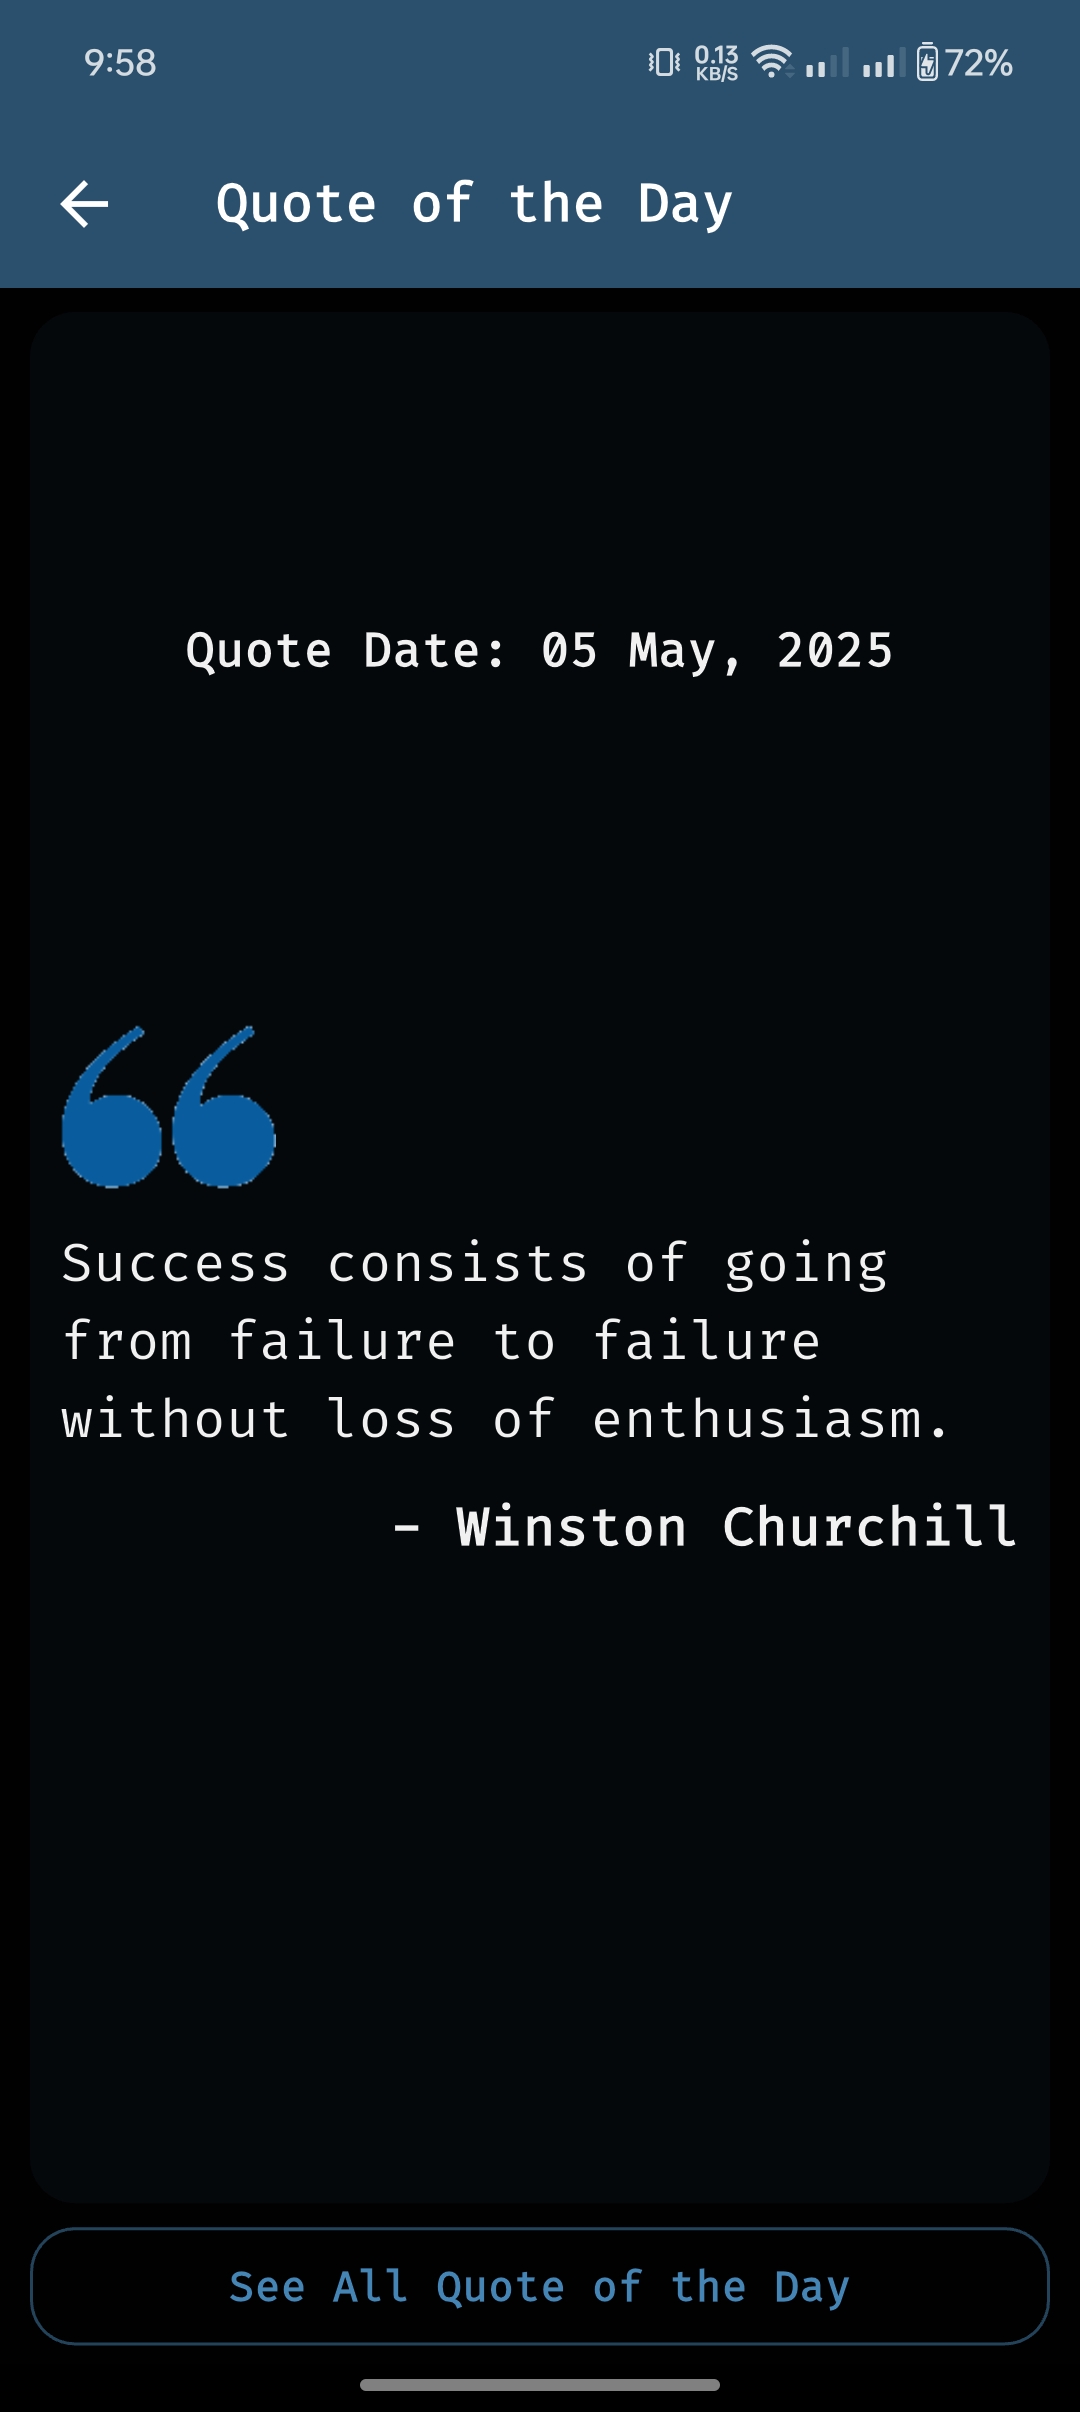 9:58
0.13
KB/S
72%
Quote of the Day
Quote Date: 05 May, 2025
Success consists of going
from failure to failure
without loss of enthusiasm.
- Winston Churchill
See All Quote of the Day